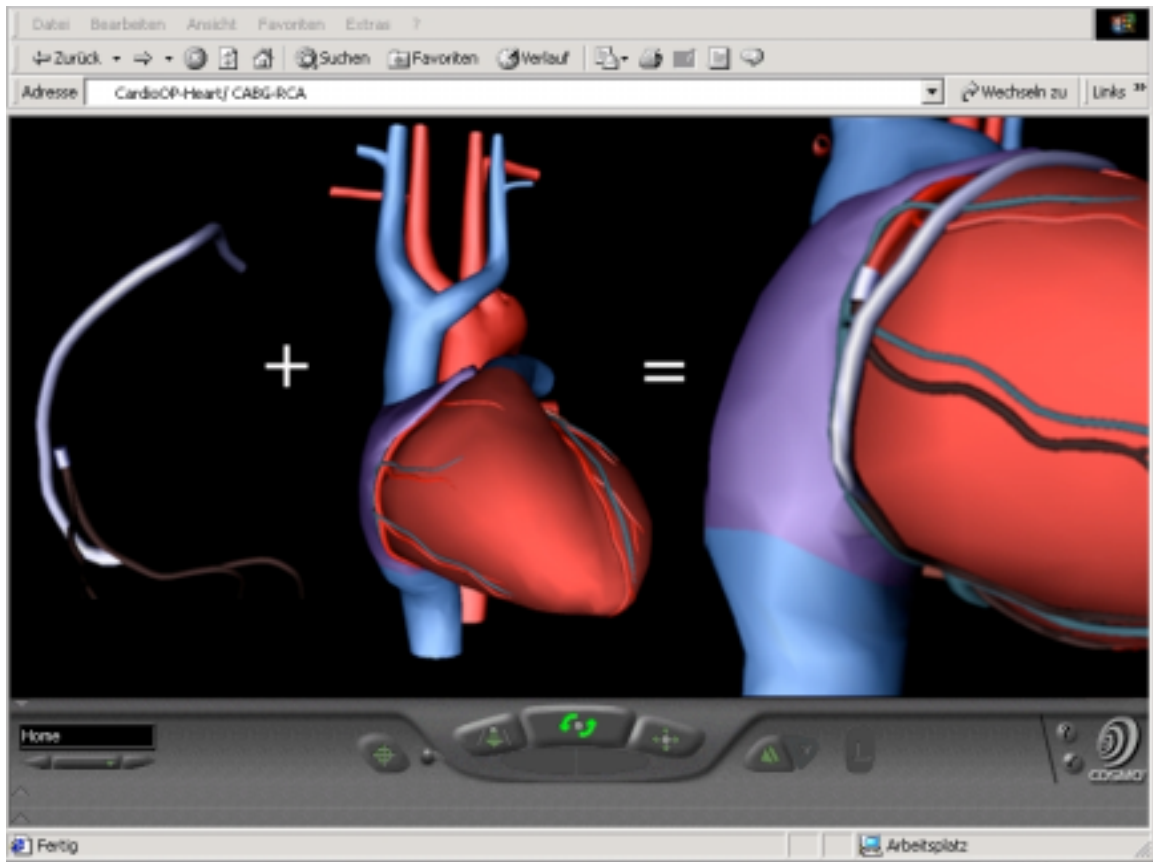 Datei Bearbeiten Ansicht Favoriten Extras ?
Zurück Suchen Favoriten Verlauf
Adresse CardioOP-Heart/ CABG-RCA Wechseln zu Links »
+ =
Home
?
L
COSMO
Fertig Arbeitsplatz